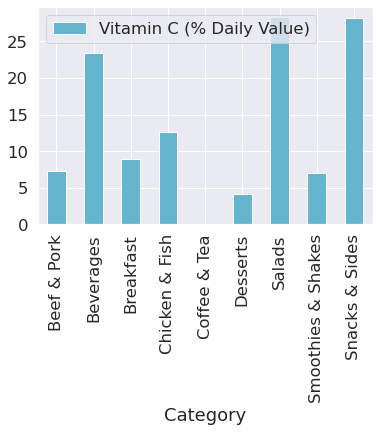 Vitamin C (% Daily Value)
25
20
15
10
5
0
Beef & Pork
Beverages
Breakfast
Chicken & Fish
Coffee & Tea
Desserts
Salads
Smoothies & Shakes
Snacks & Sides
Category